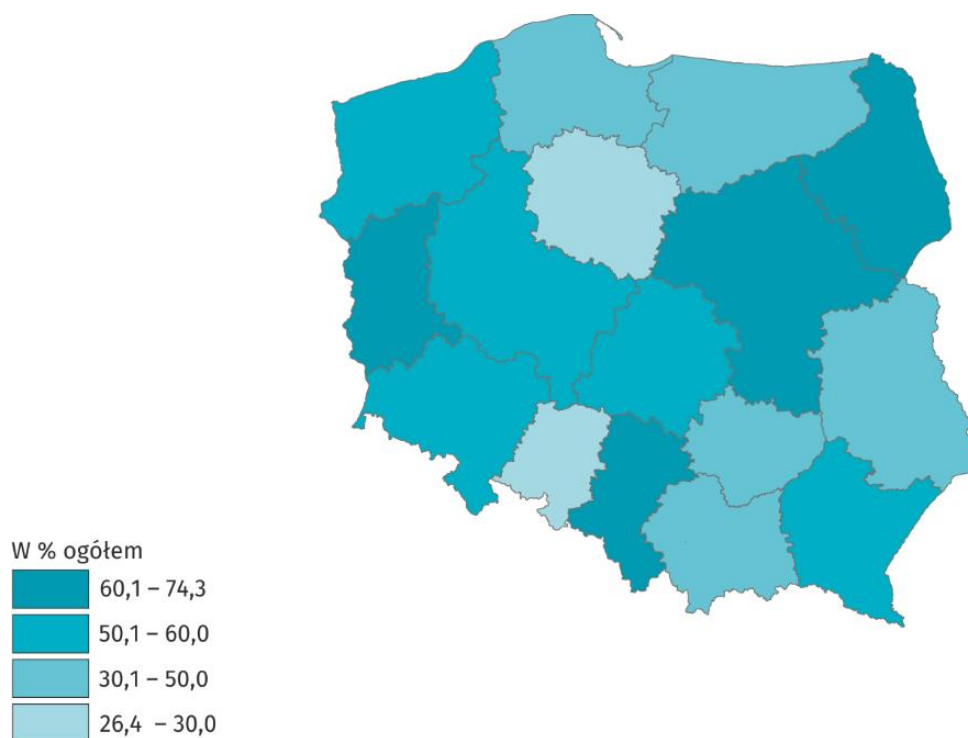 W % ogółem
60,1 – 74,3
50,1 – 60,0
30,1 – 50,0
26,4 – 30,0